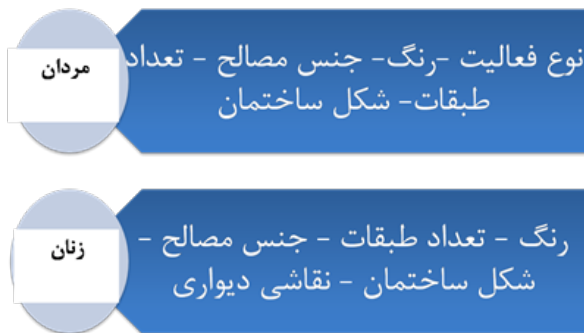 مردان
نوع فعالیت -رنگ- جنس مصالح - تعداد
طبقات- شکل ساختمان
زنان
رنگ - تعداد طبقات - جنس مصالح -
شکل ساختمان - نقاشی دیواری